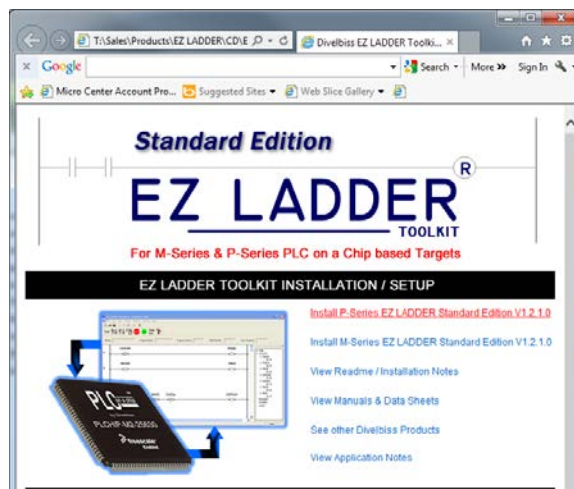 T:\Sales\Products\EZ LADDER\CD\E
Divelbiss EZ LADDER Toolki...
Google
Search
More »
Sign In
Micro Center Account Pro...
Suggested Sites
Web Slice Gallery
Standard Edition
EZ LADDER ®
TOOLKIT
For M-Series & P-Series PLC on a Chip based Targets
EZ LADDER TOOLKIT INSTALLATION / SETUP
Install P-Series EZ LADDER Standard Edition V1.2.1.0
Install M-Series EZ LADDER Standard Edition V1.2.1.0
View Readme / Installation Notes
View Manuals & Data Sheets
See other Divelbiss Products
View Application Notes
PLC